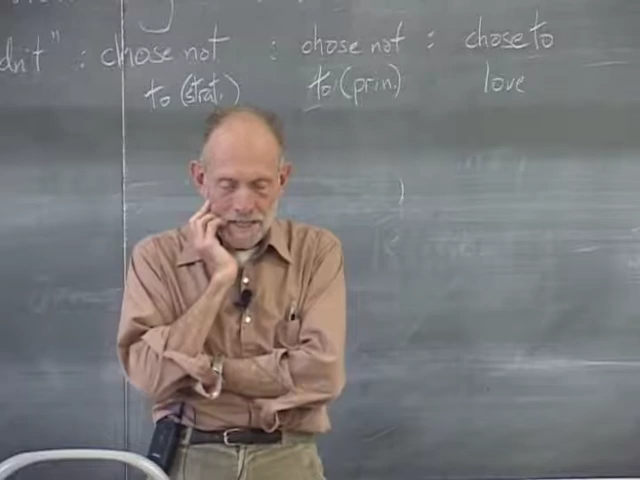 dn't" : chose not : chose not : chose to
to (strat.) to (prin.) love